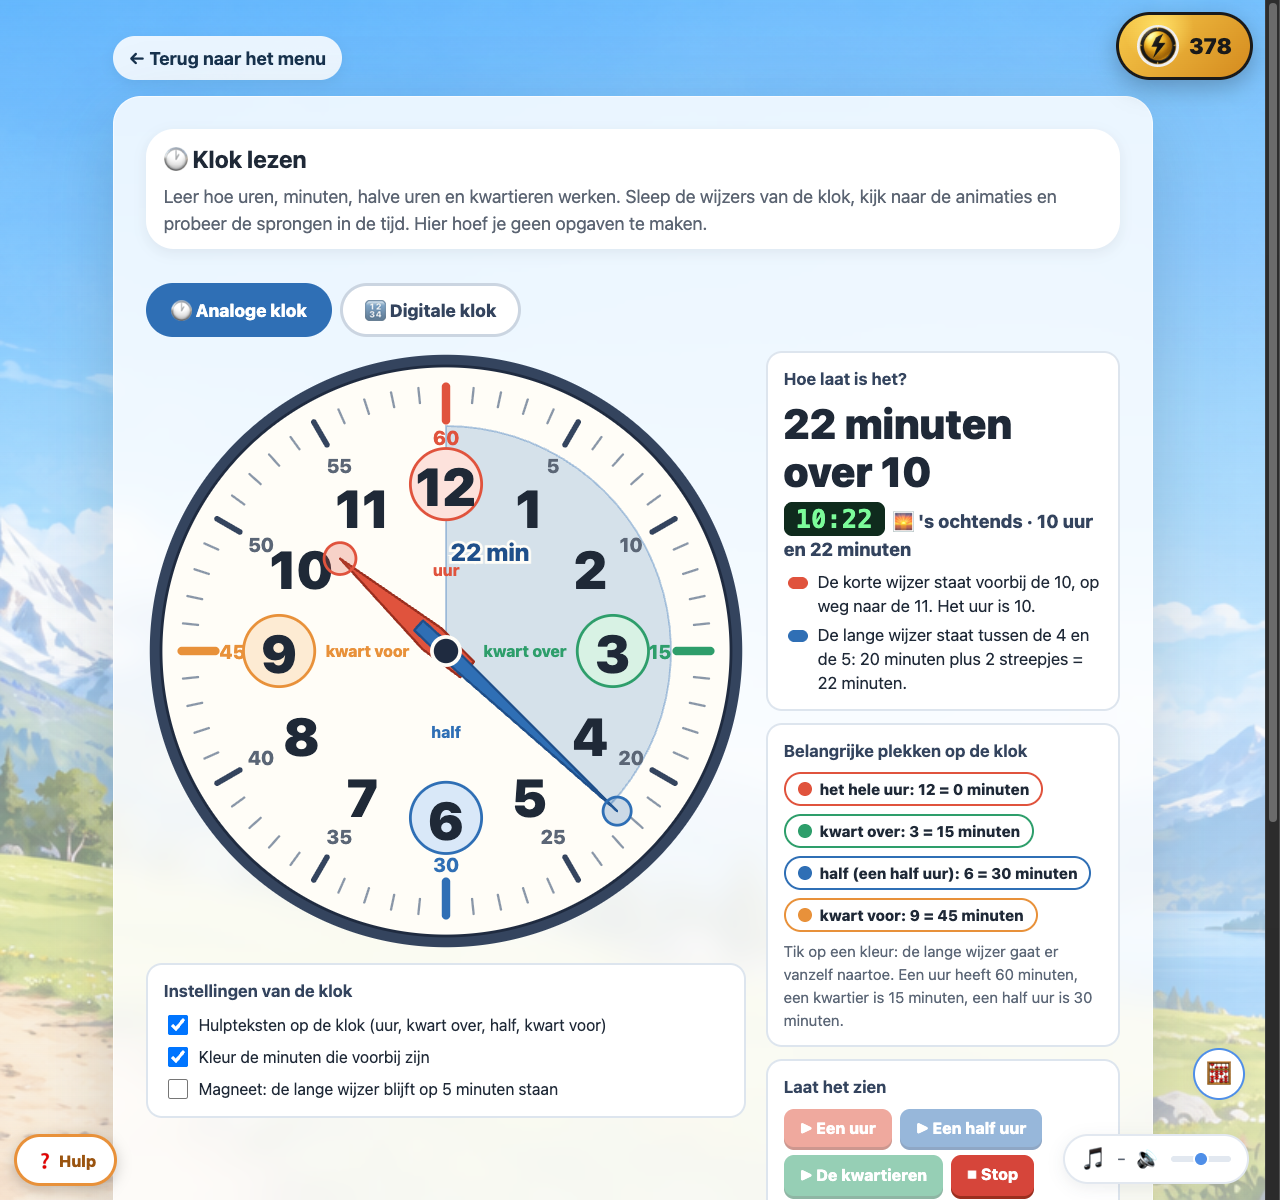 ← Terug naar het menu
378
Klok lezen
Leer hoe uren, minuten, halve uren en kwartieren werken. Sleep de wijzers van de klok, kijk naar de animaties en
probeer de sprongen in de tijd. Hier hoef je geen opgaven te maken.
Analoge klok
Digitale klok
60
55
5
12
11
1
50
10
22 min
10
2
uur
45
9
kwart voor
kwart over
3
15
8
half
4
40
20
7
5
6
35
25
30
Hoe laat is het?
22 minuten
over 10
10:22 's ochtends · 10 uur
en 22 minuten
De korte wijzer staat voorbij de 10, op
weg naar de 11. Het uur is 10.
De lange wijzer staat tussen de 4 en
de 5: 20 minuten plus 2 streepjes =
22 minuten.
Belangrijke plekken op de klok
het hele uur: 12 = 0 minuten
kwart over: 3 = 15 minuten
half (een half uur): 6 = 30 minuten
kwart voor: 9 = 45 minuten
Tik op een kleur: de lange wijzer gaat er
vanzelf naartoe. Een uur heeft 60 minuten,
een kwartier is 15 minuten, een half uur is 30
minuten.
Instellingen van de klok
Hulpteksten op de klok (uur, kwart over, half, kwart voor)
Kleur de minuten die voorbij zijn
Magneet: de lange wijzer blijft op 5 minuten staan
Laat het zien
▶ Een uur
▶ Een half uur
▶ De kwartieren
■ Stop
❓ Hulp
–